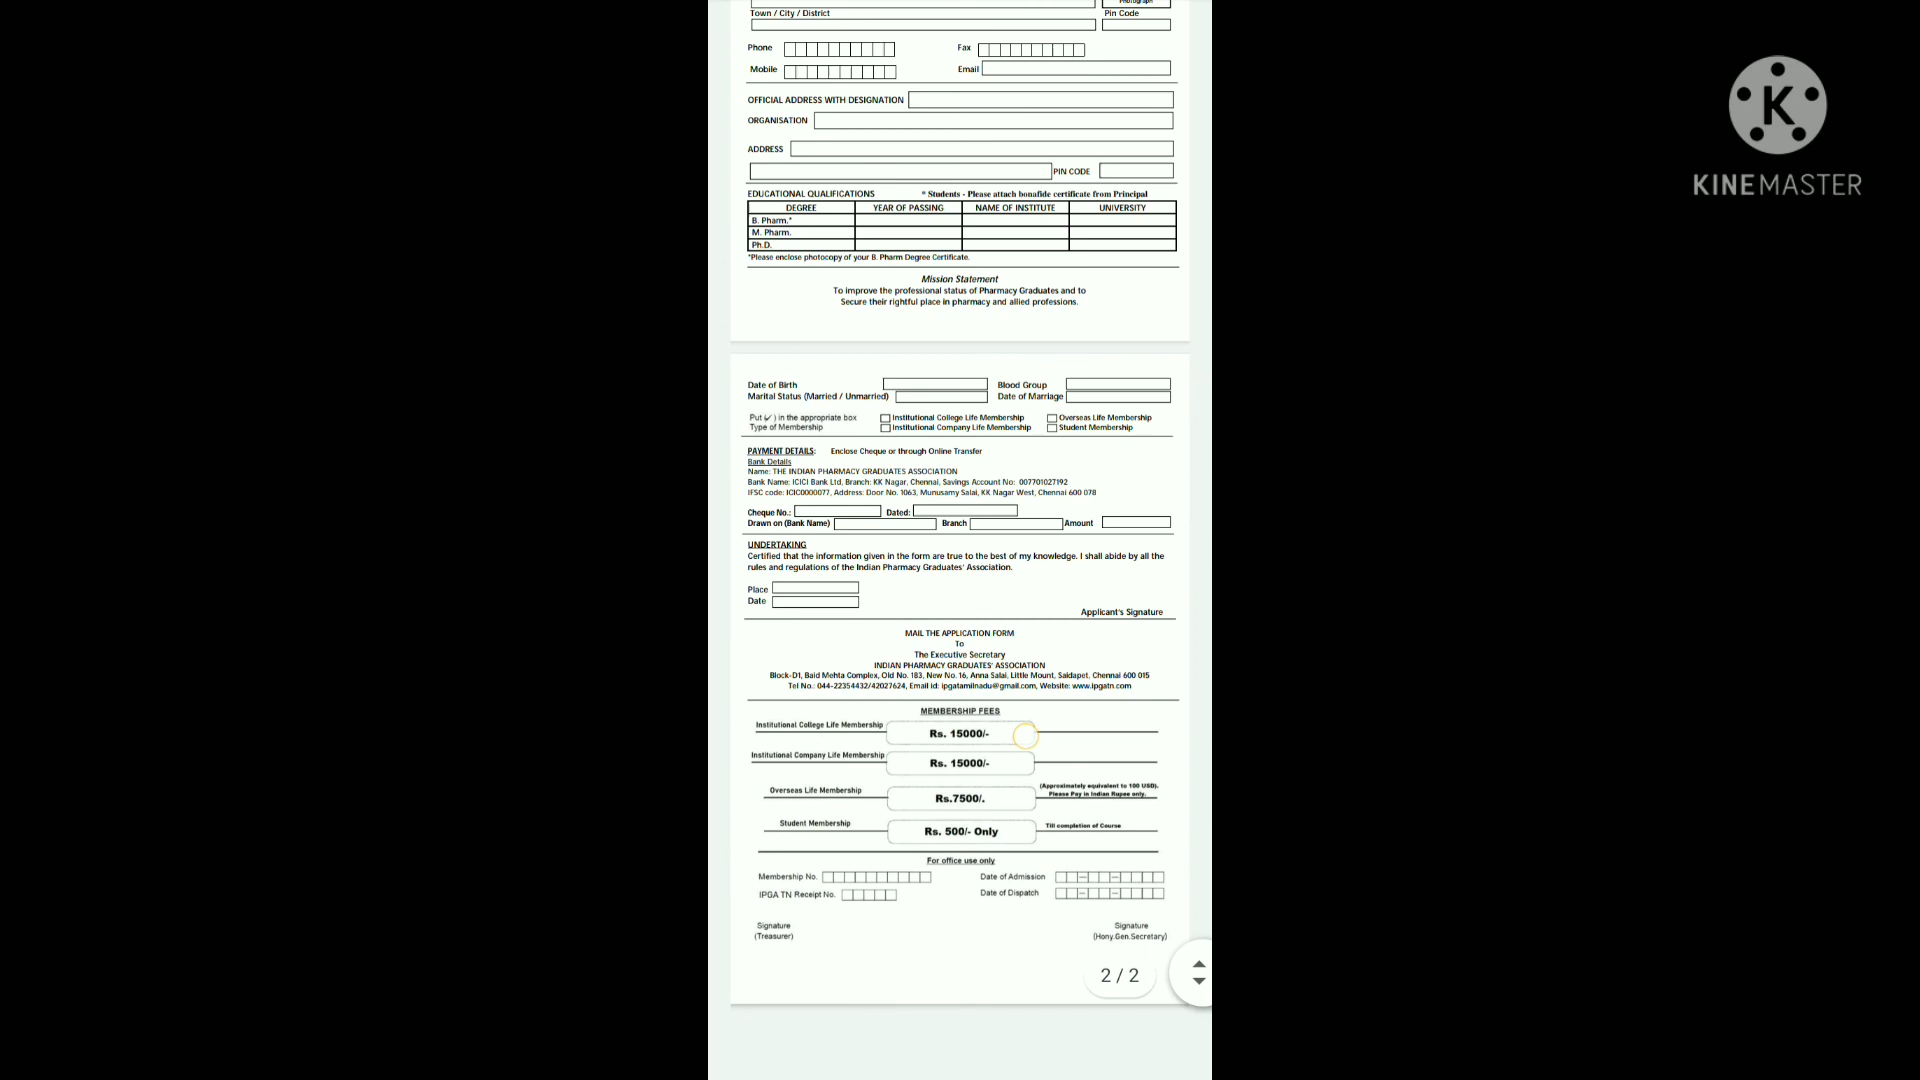 Photograph
Town / City / District
Pin Code
Phone
Fax
Mobile
Email
OFFICIAL ADDRESS WITH DESIGNATION
ORGANISATION
ADDRESS
PIN CODE
EDUCATIONAL QUALIFICATIONS * Students - Please attach bonafide certificate from Principal
DEGREE YEAR OF PASSING NAME OF INSTITUTE UNIVERSITY
B. Pharm.*
M. Pharm.
Ph.D.
*Please enclose photocopy of your B. Pharm Degree Certificate.
Mission Statement
To improve the professional status of Pharmacy Graduates and to
Secure their rightful place in pharmacy and allied professions.
Date of Birth Blood Group
Marital Status (Married / Unmarried) Date of Marriage
Put (✓) in the appropriate box Institutional College Life Membership Overseas Life Membership
Type of Membership Institutional Company Life Membership Student Membership
PAYMENT DETAILS: Enclose Cheque or through Online Transfer
Bank Details
Name: THE INDIAN PHARMACY GRADUATES ASSOCIATION
Bank Name: ICICI Bank Ltd, Branch: KK Nagar, Chennai, Savings Account No: 007701027192
IFSC code: ICIC0000077, Address: Door No. 1063, Munusamy Salai, KK Nagar West, Chennai 600 078
Cheque No.: Dated:
Drawn on (Bank Name) Branch Amount
UNDERTAKING
Certified that the information given in the form are true to the best of my knowledge. I shall abide by all the
rules and regulations of the Indian Pharmacy Graduates' Association.
Place
Date
Applicant's Signature
MAIL THE APPLICATION FORM
To
The Executive Secretary
INDIAN PHARMACY GRADUATES' ASSOCIATION
Block-D1, Baid Mehta Complex, Old No. 183, New No. 16, Anna Salai, Little Mount, Saidapet, Chennai 600 015
Tel No.: 044-22354432/42027624, Email id: ipgatamilnadu@gmail.com, Website: www.ipgatn.com
MEMBERSHIP FEES
Institutional College Life Membership Rs. 15000/-
Institutional Company Life Membership Rs. 15000/-
Overseas Life Membership Rs.7500/. (Approximately equivalent to 100 USD).
Please Pay in Indian Rupee only.
Student Membership Rs. 500/- Only Till completion of Course
For office use only
Membership No. Date of Admission
IPGA TN Receipt No. Date of Dispatch
Signature Signature
(Treasurer) (Hony.Gen.Secretary)
2 / 2
K
KINEMASTER